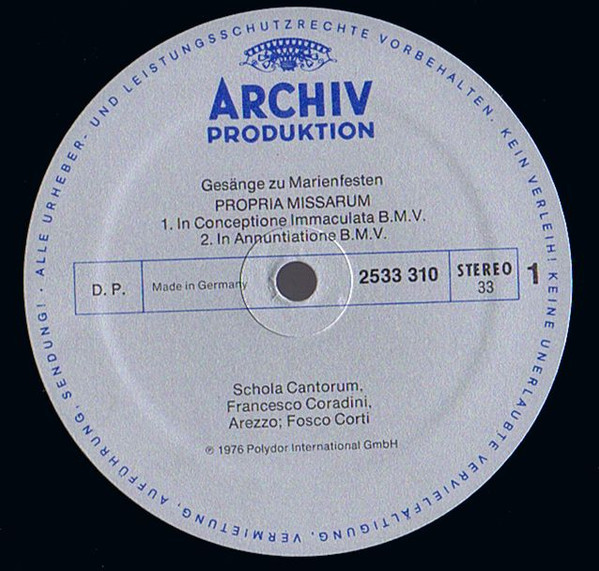 · ALLE URHEBER- UND LEISTUNGSSCHUTZRECHTE VORBEHALTEN. KEIN VERLEIH! KEINE UNERLAUBTE VERVIELFÄLTIGUNG, VERMIETUNG, AUFFÜHRUNG, SENDUNG!
ARCHIV
PRODUKTION
Gesänge zu Marienfesten
PROPRIA MISSARUM
1. In Conceptione Immaculata B.M.V.
2. In Annuntiatione B.M.V.
D. P. Made in Germany 2533 310 STEREO 33 1
Schola Cantorum,
Francesco Coradini,
Arezzo; Fosco Corti
℗ 1976 Polydor International GmbH